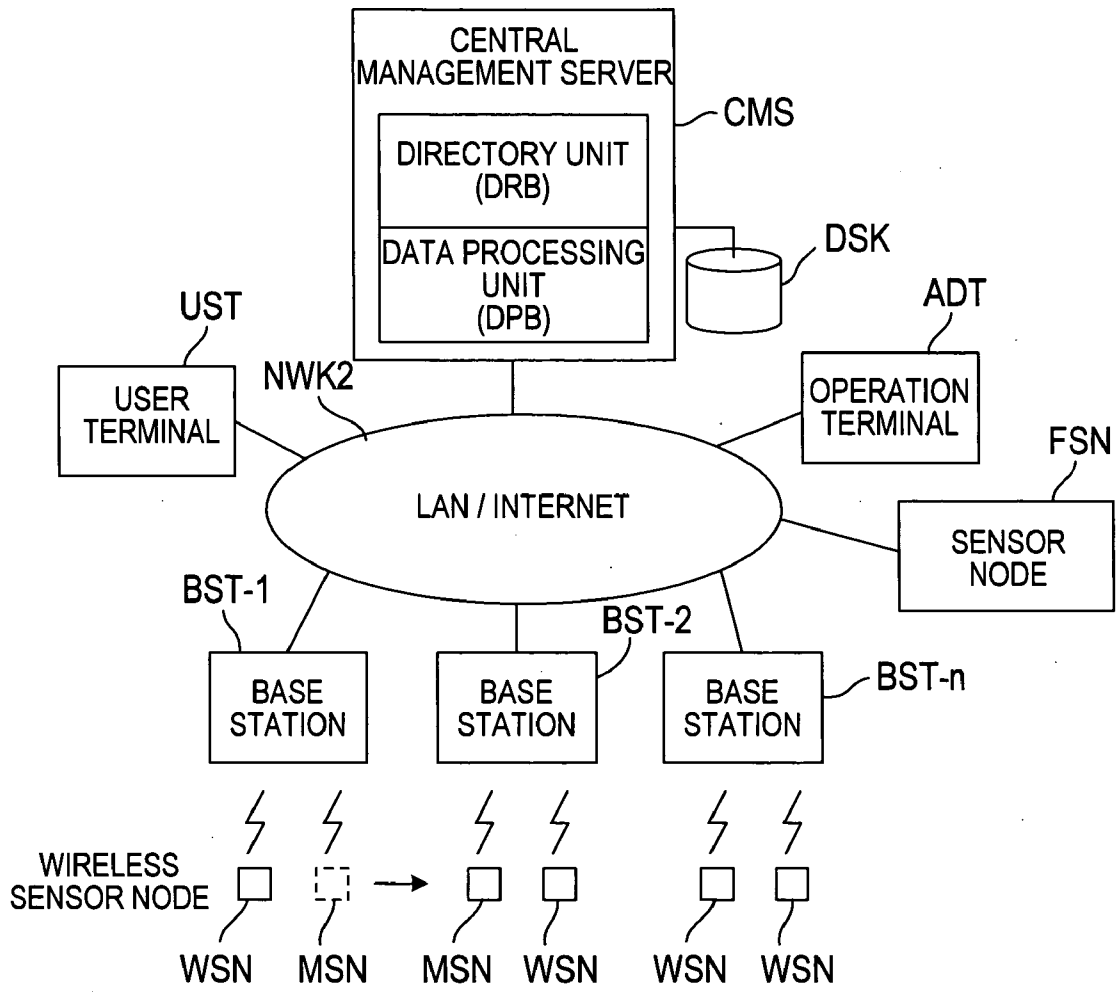 CENTRAL
MANAGEMENT SERVER
CMS
DIRECTORY UNIT
(DRB)
DATA PROCESSING
UNIT
(DPB)
DSK
UST
ADT
USER
TERMINAL
NWK2
OPERATION
TERMINAL
FSN
LAN / INTERNET
SENSOR
NODE
BST-1
BST-2
BST-n
BASE
STATION
BASE
STATION
BASE
STATION
WIRELESS
SENSOR NODE
WSN
MSN
MSN
WSN
WSN
WSN